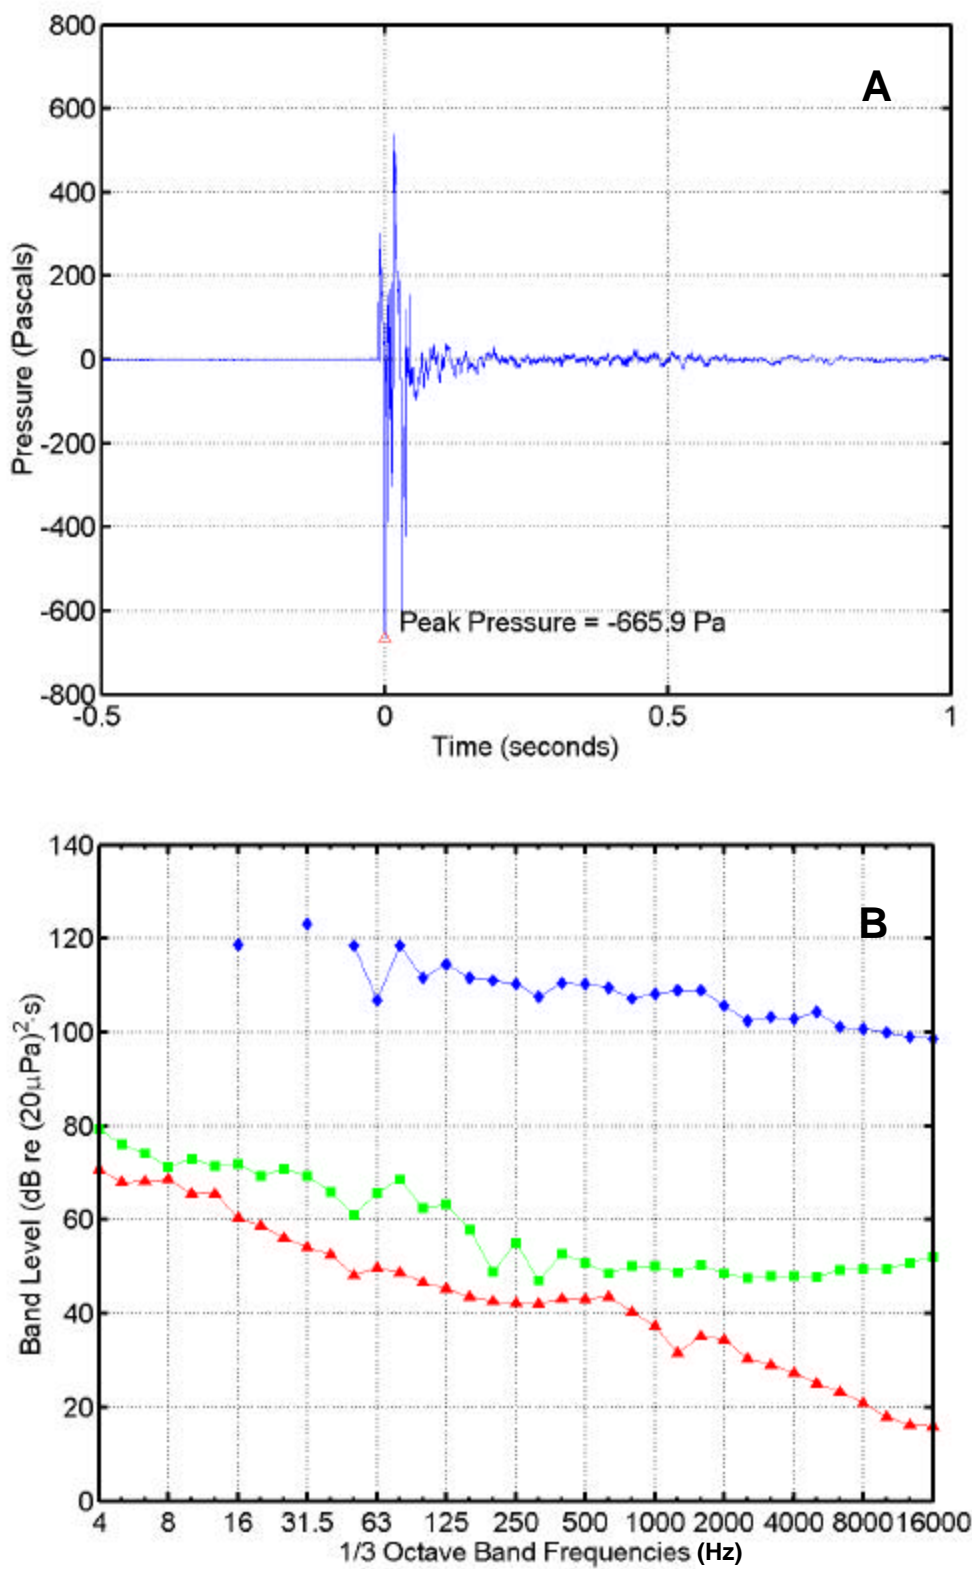 800
A
600
400
200
0
-200
-400
-600
Peak Pressure = -665.9 Pa
-800
-0.5 0 0.5 1
Time (seconds)
Pressure (Pascals)
140
B
120
100
80
60
40
20
0
4 8 16 31.5 63 125 250 500 1000 2000 4000 8000 16000
1/3 Octave Band Frequencies (Hz)
Band Level (dB re (20μPa)²·s)